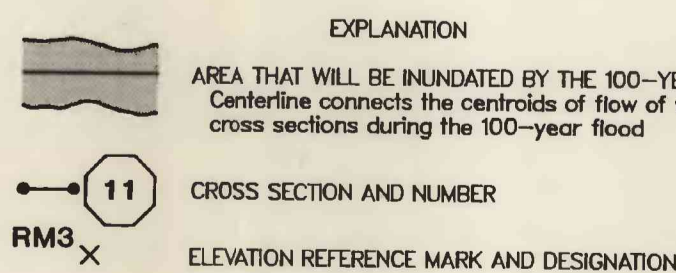 EXPLANATION
AREA THAT WILL BE INUNDATED BY THE 100-YE
Centerline connects the centroids of flow of
cross sections during the 100-year flood
11 CROSS SECTION AND NUMBER
RM3 × ELEVATION REFERENCE MARK AND DESIGNATION